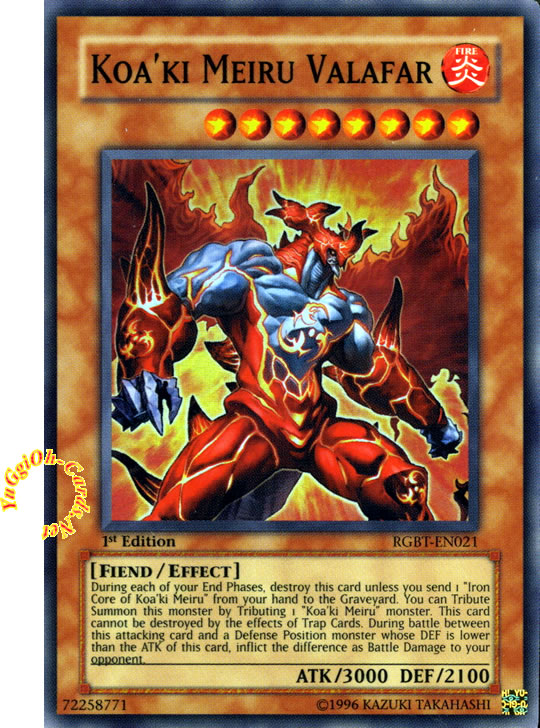 KOA'KI MEIRU VALAFAR
FIRE
炎
YuGgiOh-Cards.Net
1st Edition
RGBT-EN021
[FIEND / EFFECT]
During each of your End Phases, destroy this card unless you send 1 "Iron
Core of Koa'ki Meiru" from your hand to the Graveyard. You can Tribute
Summon this monster by Tributing 1 "Koa'ki Meiru" monster. This card
cannot be destroyed by the effects of Trap Cards. During battle between
this attacking card and a Defense Position monster whose DEF is lower
than the ATK of this card, inflict the difference as Battle Damage to your
opponent.
ATK/3000 DEF/2100
72258771
©1996 KAZUKI TAKAHASHI